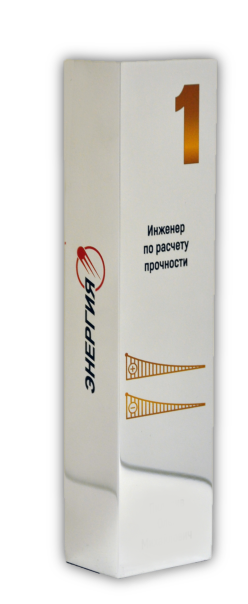 1
Инженер
по расчету
прочности
ЭНЕРГИЯ
+
-